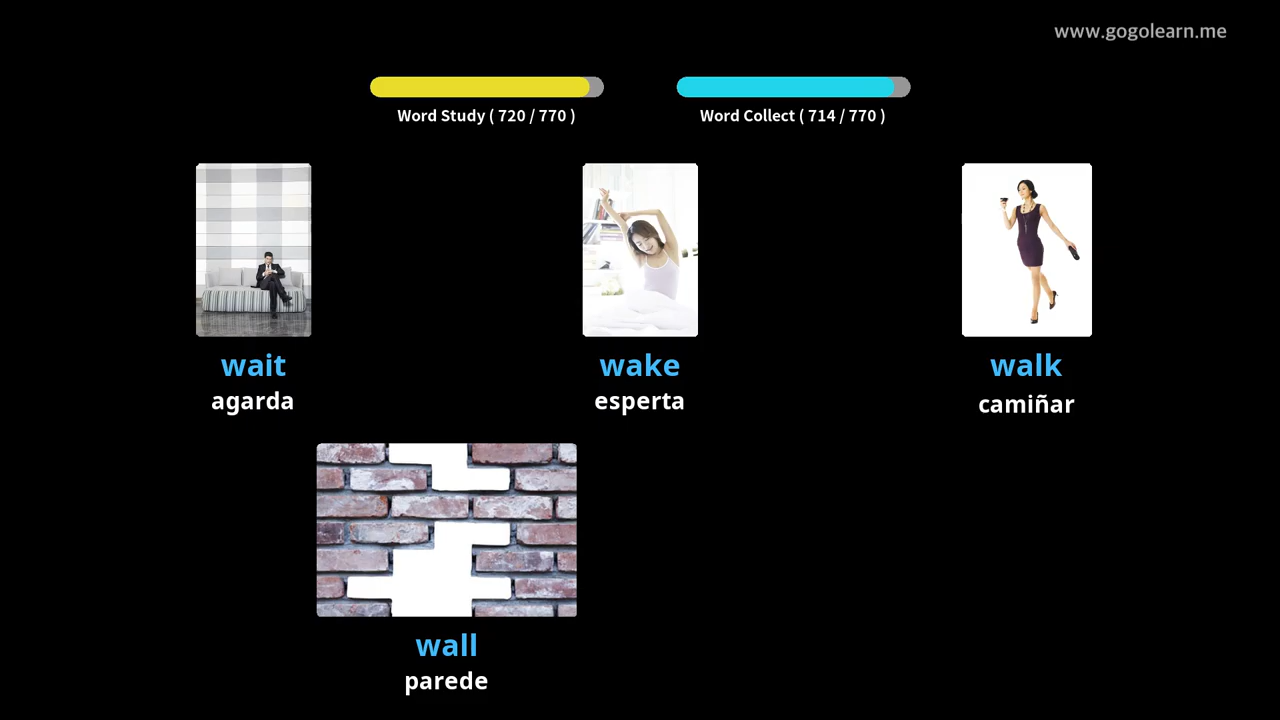 www.gogolearn.me
Word Study ( 720 / 770 )
Word Collect ( 714 / 770 )
wait
agarda
wake
esperta
walk
camiñar
wall
parede